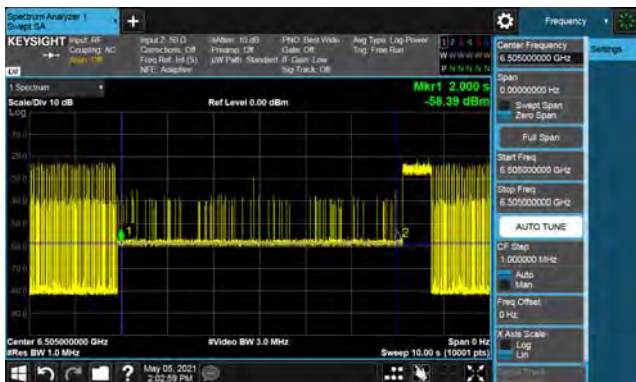 Spectrum Analyzer 1
Swept SA
+
Frequency
KEYSIGHT Input: RF
Coupling: AC
Align: Off
Input Z: 50 Ω
Corrections: Off
Freq Ref: Int (S)
NFE: Adaptive
#Atten: 10 dB
Preamp: Off
µW Path: Standard
PNO: Best Wide
Gate: Off
IF Gain: Low
Sig Track: Off
Avg Type: Log-Power
Trig: Free Run
1 2 3 4 5 6
W W W W W W
P N N N N N
1 Spectrum
Scale/Div 10 dB
Log
Ref Level 0.00 dBm
Mkr1 2.000 s
-58.39 dBm
1
2
Center 6.505000000 GHz
#Res BW 1.0 MHz
#Video BW 3.0 MHz
Span 0 Hz
Sweep 10.00 s (10001 pts)
Center Frequency
6.505000000 GHz
Settings
Span
0.00000000 Hz
Swept Span
Zero Span
Full Span
Start Freq
6.505000000 GHz
Stop Freq
6.505000000 GHz
AUTO TUNE
CF Step
1.000000 MHz
Auto
Man
Freq Offset
0 Hz
X Axis Scale
Log
Lin
May 05, 2021
2:02:59 PM